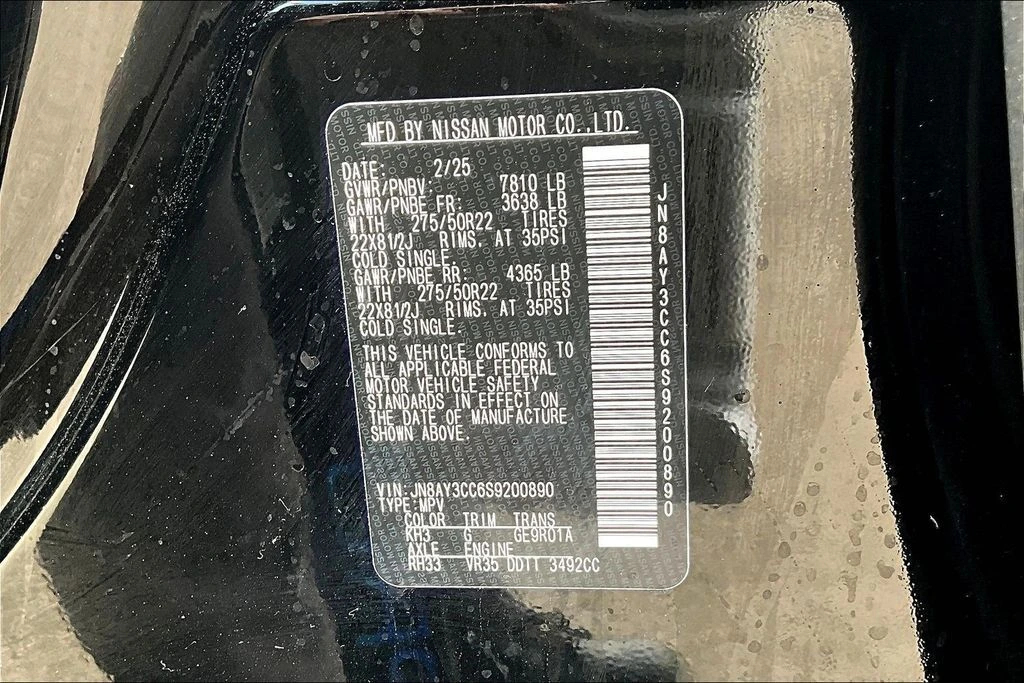 MFD BY NISSAN MOTOR CO.,LTD.
DATE: 2/25
GVWR/PNBV: 7810 LB
GAWR/PNBE FR: 3638 LB
WITH 275/50R22 TIRES
22X81/2J RIMS, AT 35PSI
COLD SINGLE.
GAWR/PNBE RR: 4365 LB
WITH 275/50R22 TIRES
22X81/2J RIMS, AT 35PSI
COLD SINGLE.
THIS VEHICLE CONFORMS TO
ALL APPLICABLE FEDERAL
MOTOR VEHICLE SAFETY
STANDARDS IN EFFECT ON
THE DATE OF MANUFACTURE
SHOWN ABOVE.
VIN:JN8AY3CC6S9200890
TYPE:MPV
COLOR TRIM TRANS
KH3 G GE9R01A
AXLE ENGINE
RH33 VR35 DDTT 3492CC
JN8AY3CC6S9200890